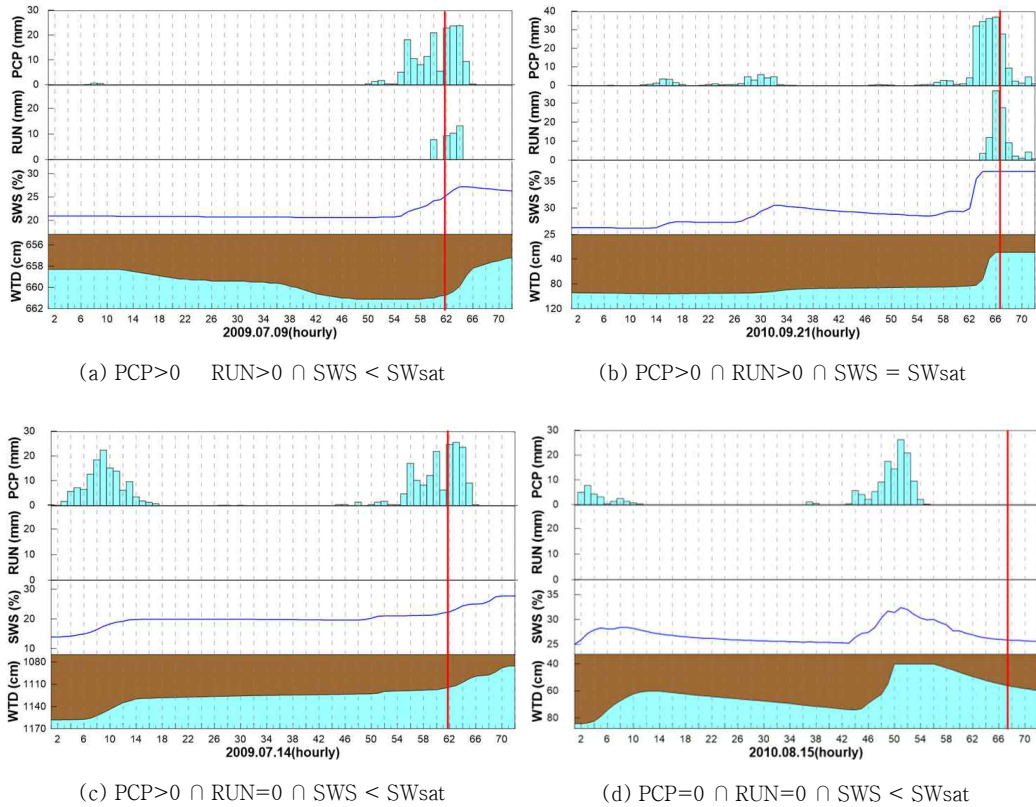 PCP (mm)
30
20
10
0
RUN (mm)
20
10
0
SWS (%)
30
25
20
WTD (cm)
656
658
660
662
2 6 10 14 18 22 26 30 34 38 42 46 50 54 58 62 66 70
2009.07.09(hourly)
(a) PCP>0 RUN>0 ∩ SWS < SWsat
PCP (mm)
40
30
20
10
0
RUN (mm)
30
20
10
0
SWS (%)
35
30
25
WTD (cm)
80
120
2 6 10 14 18 22 26 30 34 38 42 46 50 54 58 62 66 70
2010.09.21(hourly)
(b) PCP>0 ∩ RUN>0 ∩ SWS = SWsat
PCP (mm)
30
20
10
0
RUN (mm)
20
10
0
SWS (%)
30
20
10
WTD (cm)
1080
1110
1140
1170
2 6 10 14 18 22 26 30 34 38 42 46 50 54 58 62 66 70
2009.07.14(hourly)
(c) PCP>0 ∩ RUN=0 ∩ SWS < SWsat
PCP (mm)
30
20
10
0
RUN (mm)
20
10
0
SWS (%)
35
30
25
WTD (cm)
40
60
80
2 6 10 14 18 22 26 30 34 38 42 46 50 54 58 62 66 70
2010.08.15(hourly)
(d) PCP=0 ∩ RUN=0 ∩ SWS < SWsat